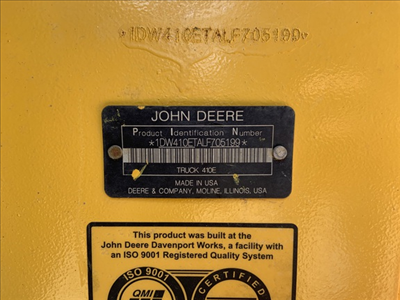 *1DW410ETALF705199*
JOHN DEERE
Product Identification Number
*1DW410ETALF705199*
TRUCK 410E
MADE IN USA
DEERE & COMPANY, MOLINE, ILLINOIS, USA
This product was built at the
John Deere Davenport Works, a facility with
an ISO 9001 Registered Quality System
ISO 9001
CERTIFIED
QMI